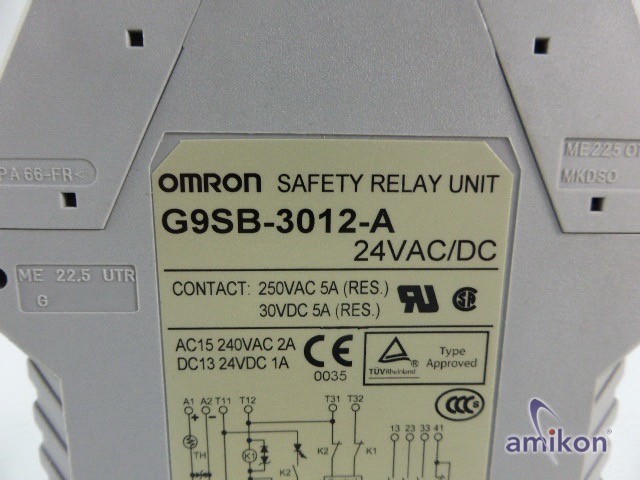 PA 66-FR<
ME 22.5 UTR
G
ME 225 O
MKDSO
OMRON SAFETY RELAY UNIT
G9SB-3012-A
24VAC/DC
CONTACT: 250VAC 5A (RES.)
30VDC 5A (RES.)
AC15 240VAC 2A
DC13 24VDC 1A
CE
0035
TÜVRheinland
Type
Approved
CCC
A1 A2 T11 T12 T31 T32
+ −
13 23 33 41
K1 K2 K2 K1
TH
amikon